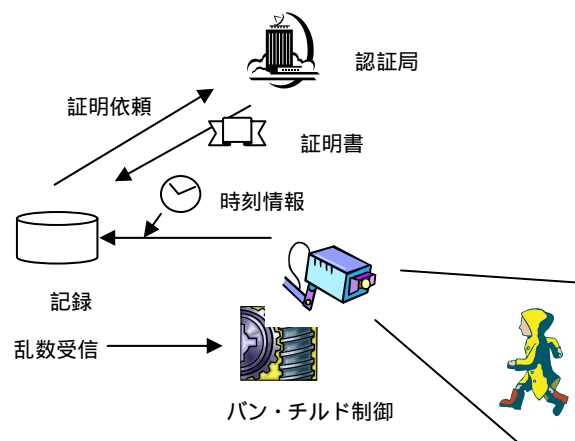 認証局
証明依頼
証明書
時刻情報
記録
乱数受信
バン・チルド制御